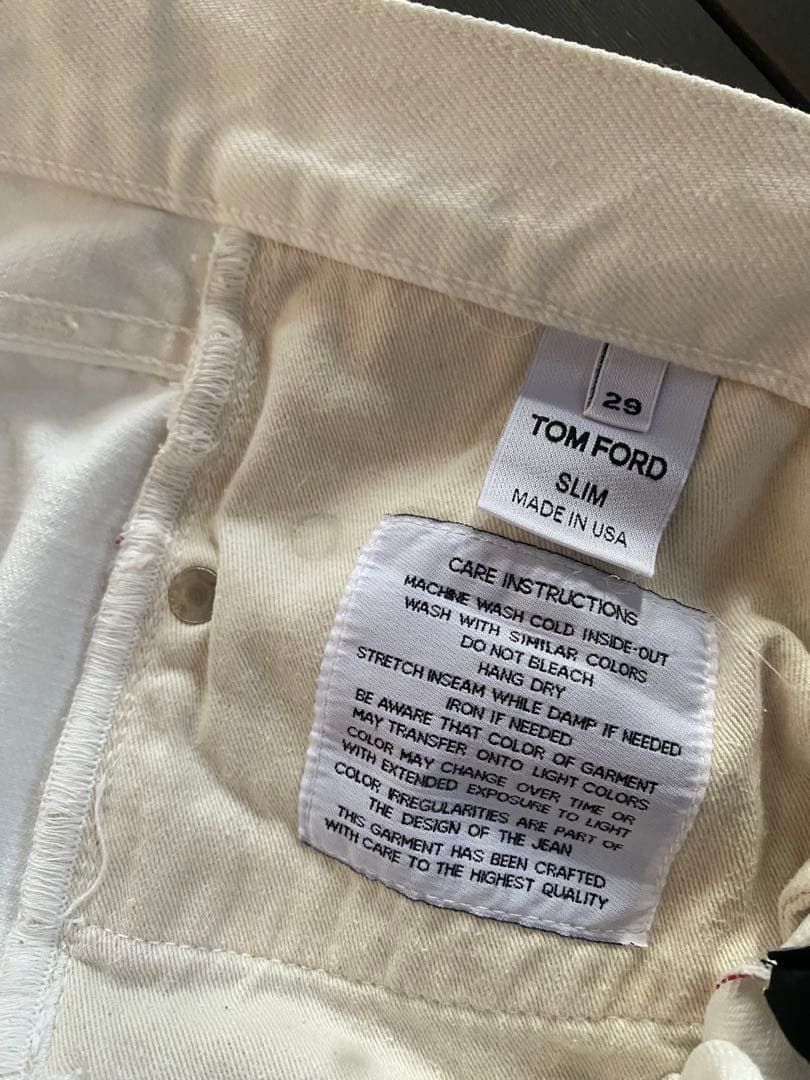 29
TOM FORD
SLIM
MADE IN USA
CARE INSTRUCTIONS
MACHINE WASH COLD INSIDE-OUT
WASH WITH SIMILAR COLORS
DO NOT BLEACH
HANG DRY
STRETCH INSEAM WHILE DAMP IF NEEDED
IRON IF NEEDED
BE AWARE THAT COLOR OF GARMENT
MAY TRANSFER ONTO LIGHT COLORS
COLOR MAY CHANGE OVER TIME OR
WITH EXTENDED EXPOSURE TO LIGHT
COLOR IRREGULARITIES ARE PART OF
THE DESIGN OF THE JEAN
THIS GARMENT HAS BEEN CRAFTED
WITH CARE TO THE HIGHEST QUALITY